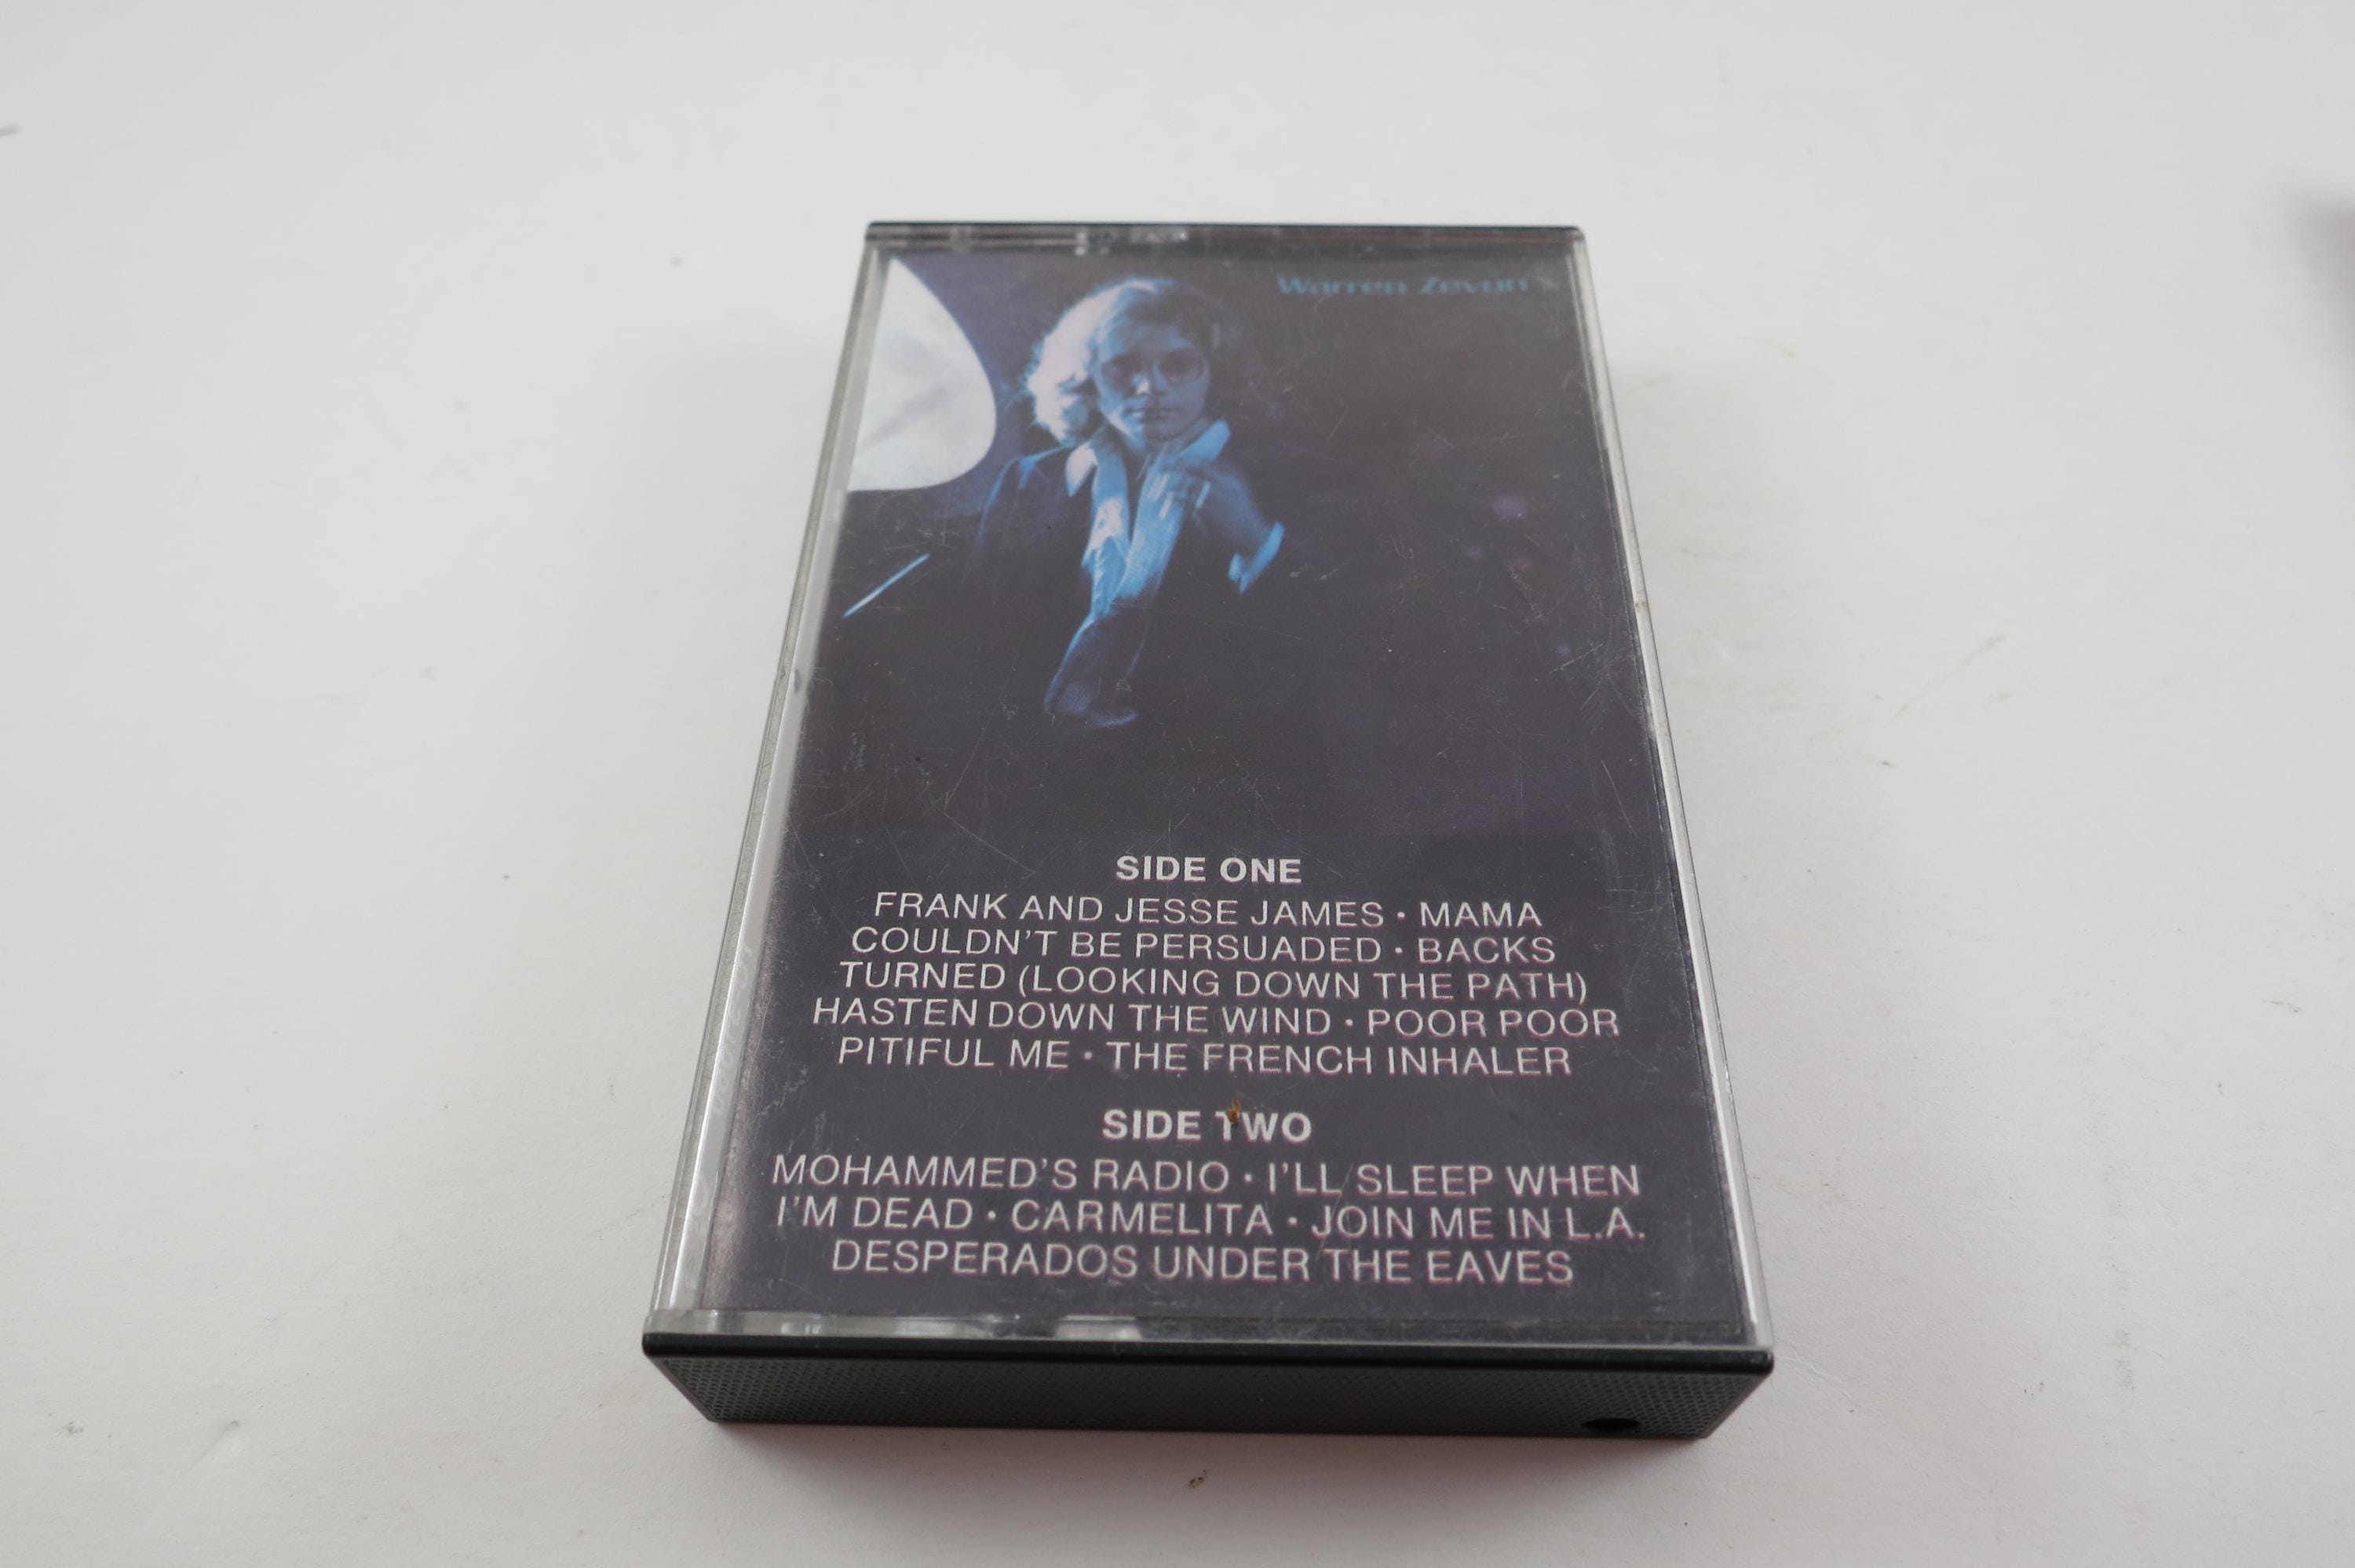 Warren Zevon
SIDE ONE
FRANK AND JESSE JAMES • MAMA
COULDN'T BE PERSUADED • BACKS
TURNED (LOOKING DOWN THE PATH)
HASTEN DOWN THE WIND • POOR POOR
PITIFUL ME • THE FRENCH INHALER
SIDE TWO
MOHAMMED'S RADIO • I'LL SLEEP WHEN
I'M DEAD • CARMELITA • JOIN ME IN L.A.
DESPERADOS UNDER THE EAVES